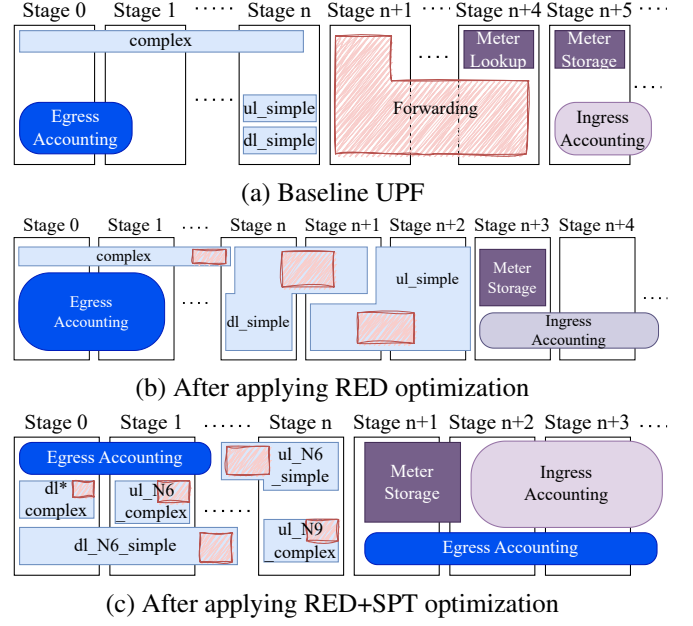 Stage 0 Stage 1 ..... Stage n Stage n+1 ..... Stage n+4 Stage n+5 .....
complex
Meter
Lookup
Meter
Storage
.....
.....
Egress
Accounting
ul_simple
dl_simple
Forwarding
Ingress
Accounting
.....
(a) Baseline UPF
Stage 0 Stage 1 .... Stage n Stage n+1 Stage n+2 Stage n+3 Stage n+4
complex
Egress
Accounting
.....
dl_simple
ul_simple
Meter
Storage
Ingress
Accounting
....
(b) After applying RED optimization
Stage 0 Stage 1 ...... Stage n Stage n+1 Stage n+2 Stage n+3 ....
Egress Accounting
ul_N6
_simple
dl*
complex
ul_N6
_complex
......
dl_N6_simple
ul_N9
_complex
Meter
Storage
Ingress
Accounting
Egress Accounting
(c) After applying RED+SPT optimization